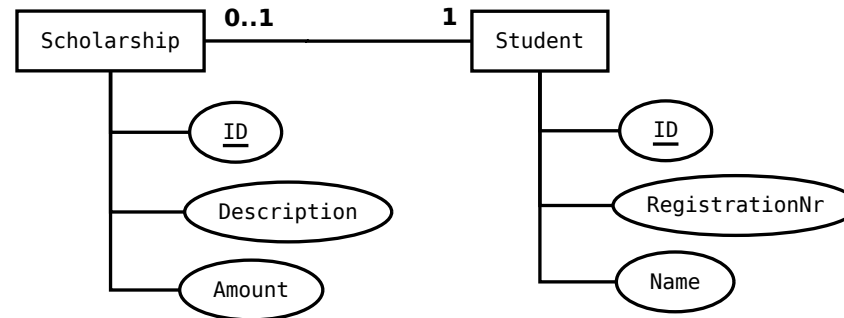 0..1
1
Scholarship
Student
ID
ID
Description
RegistrationNr
Amount
Name